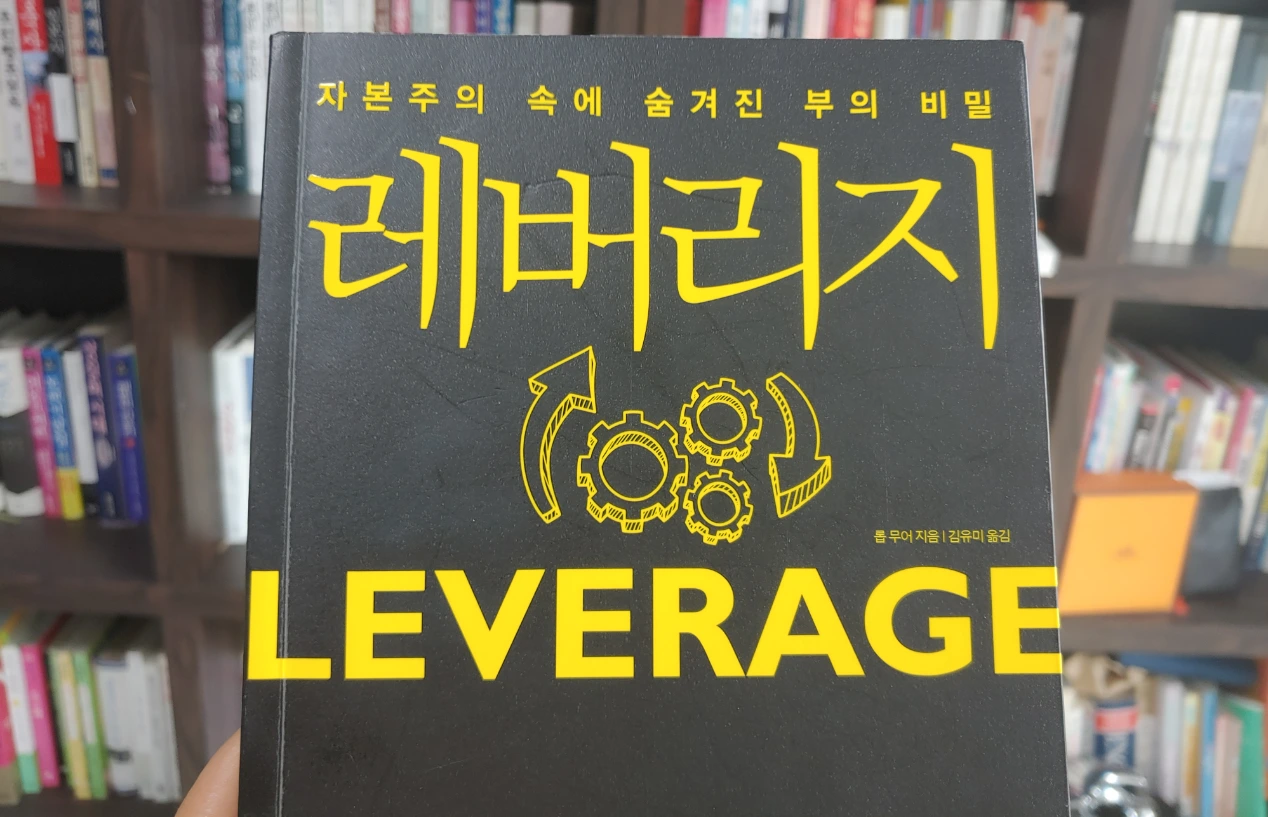 자본주의 속에 숨겨진 부의 비밀
레버리지
롭 무어 지음 | 김유미 옮김
LEVERAGE